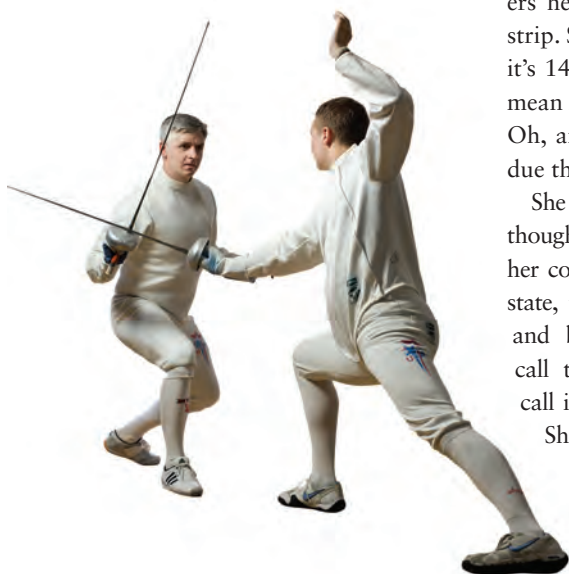 ers he
strip. S
it's 14
mean
Oh, a
due th
She
though
her co
state,
and b
call t
call i
Sh